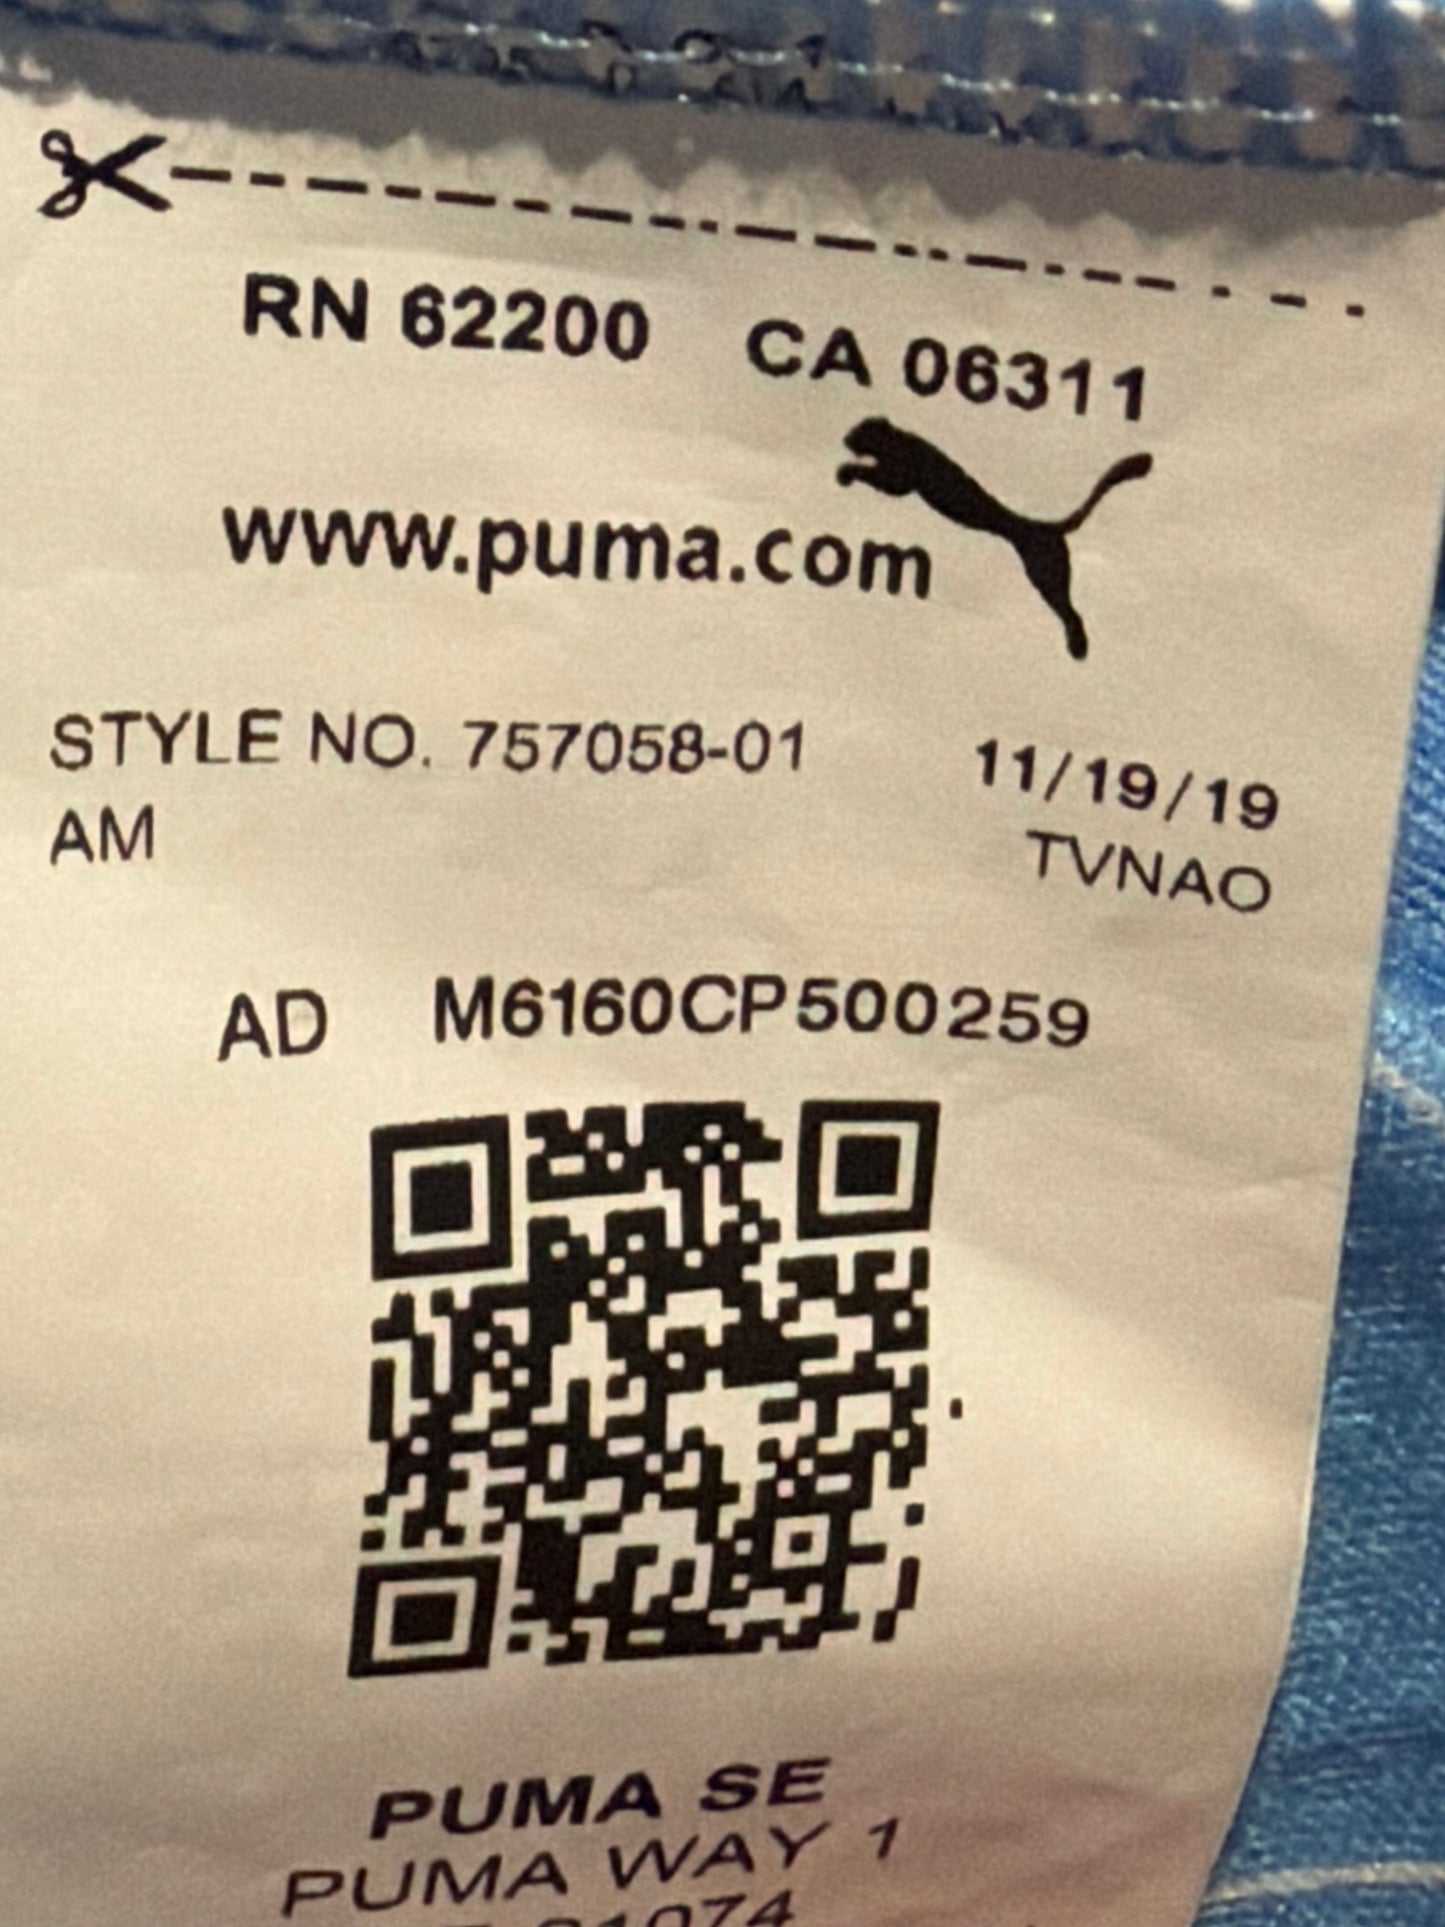 RN 62200 CA 06311
www.puma.com
STYLE NO. 757058-01 11/19/19
AM TVNAO
AD M6160CP500259
PUMA SE
PUMA WAY 1
91074